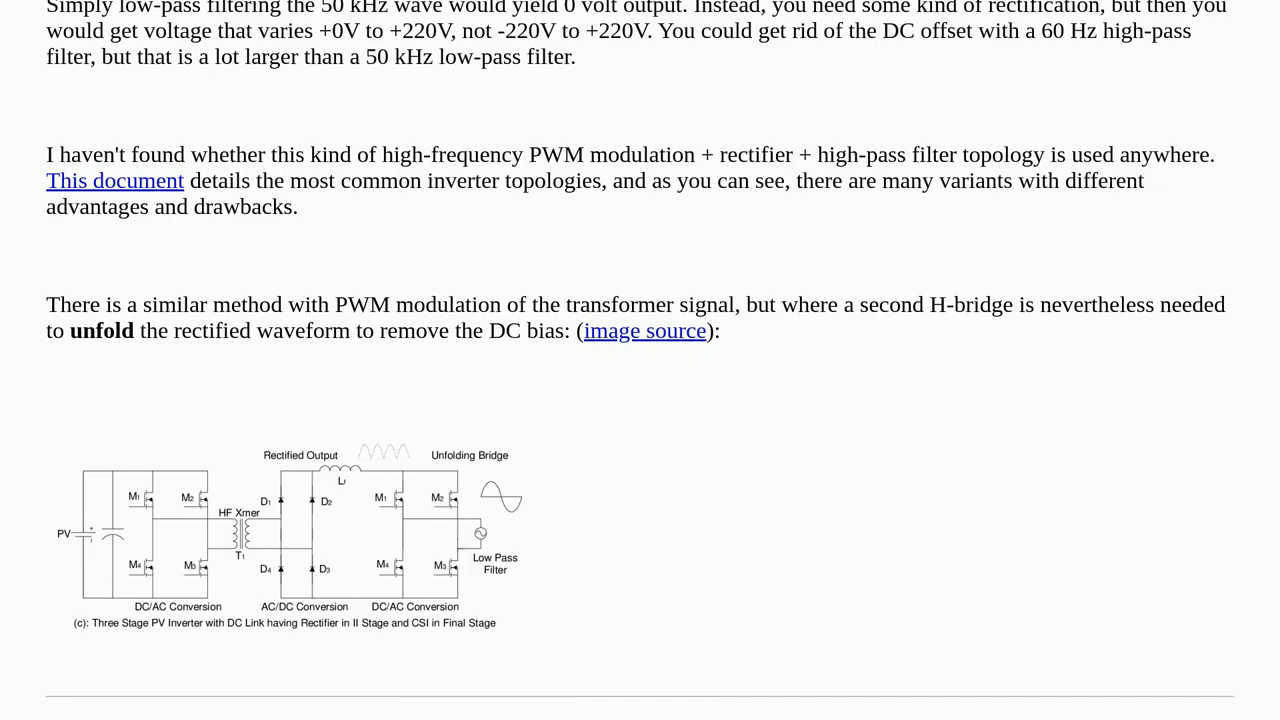 Simply low-pass filtering the 50 kHz wave would yield 0 volt output. Instead, you need some kind of rectification, but then you
would get voltage that varies +0V to +220V, not -220V to +220V. You could get rid of the DC offset with a 60 Hz high-pass
filter, but that is a lot larger than a 50 kHz low-pass filter.
I haven't found whether this kind of high-frequency PWM modulation + rectifier + high-pass filter topology is used anywhere.
This document details the most common inverter topologies, and as you can see, there are many variants with different
advantages and drawbacks.
There is a similar method with PWM modulation of the transformer signal, but where a second H-bridge is nevertheless needed
to unfold the rectified waveform to remove the DC bias: (image source):
Rectified Output
Unfolding Bridge
Lf
M1
M2
D1
D2
M1
M2
HF Xmer
PV
+
-
T1
M4
M3
D4
D3
M4
M3
Low Pass
Filter
DC/AC Conversion
AC/DC Conversion
DC/AC Conversion
(c): Three Stage PV Inverter with DC Link having Rectifier in II Stage and CSI in Final Stage